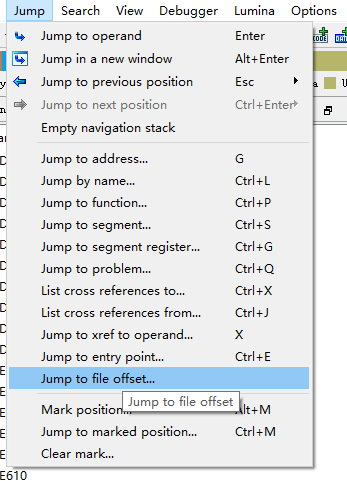 Jump Search View Debugger Lumina Options
Jump to operand Enter
Jump in a new window Alt+Enter
Jump to previous position Esc
Jump to next position Ctrl+Enter
Empty navigation stack
Jump to address... G
Jump by name... Ctrl+L
Jump to function... Ctrl+P
Jump to segment... Ctrl+S
Jump to segment register... Ctrl+G
Jump to problem... Ctrl+Q
List cross references to... Ctrl+X
List cross references from... Ctrl+J
Jump to xref to operand... X
Jump to entry point... Ctrl+E
Jump to file offset...
Jump to file offset
Mark position... Alt+M
Jump to marked position... Ctrl+M
Clear mark...
E610